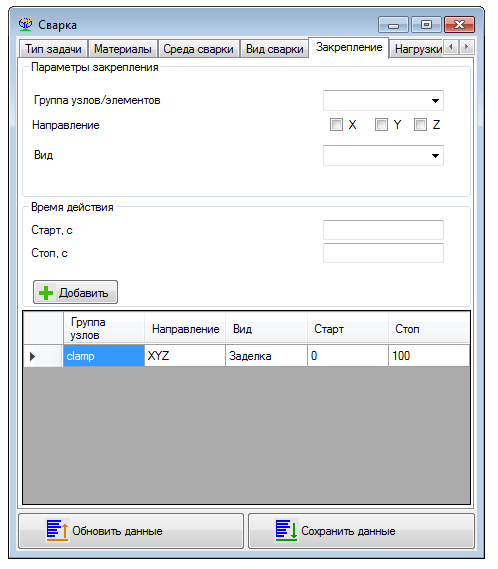 Сварка
Тип задачи Материалы Среда сварки Вид сварки Закрепление Нагрузки
Параметры закрепления
Группа узлов/элементов
Направление X Y Z
Вид
Время действия
Старт, с
Стоп, с
Добавить
Группа узлов Направление Вид Старт Стоп
clamp XYZ Заделка 0 100
Обновить данные Сохранить данные